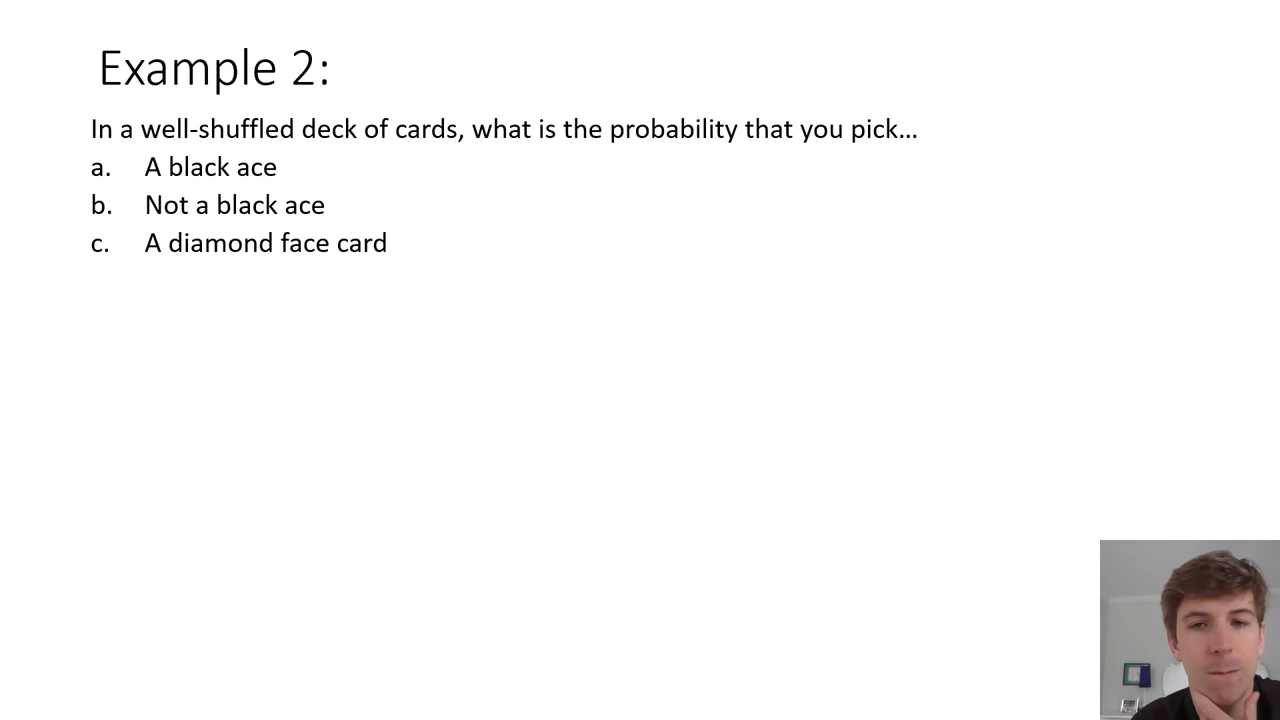 Example 2:
In a well-shuffled deck of cards, what is the probability that you pick…
a. A black ace
b. Not a black ace
c. A diamond face card